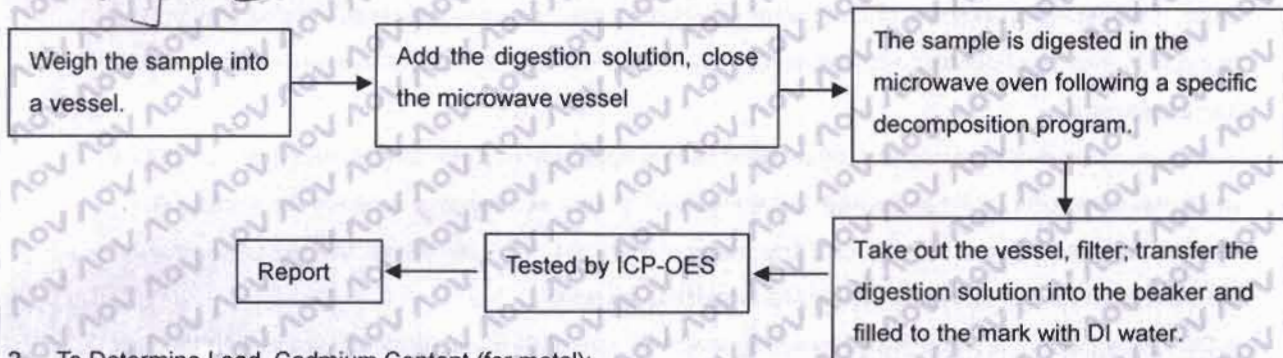 Weigh the sample into
a vessel.
Add the digestion solution, close
the microwave vessel
The sample is digested in the
microwave oven following a specific
decomposition program.
Take out the vessel, filter; transfer the
digestion solution into the beaker and
filled to the mark with DI water.
Tested by ICP-OES
Report
2. To Determine Lead, Cadmium Content (for metal):